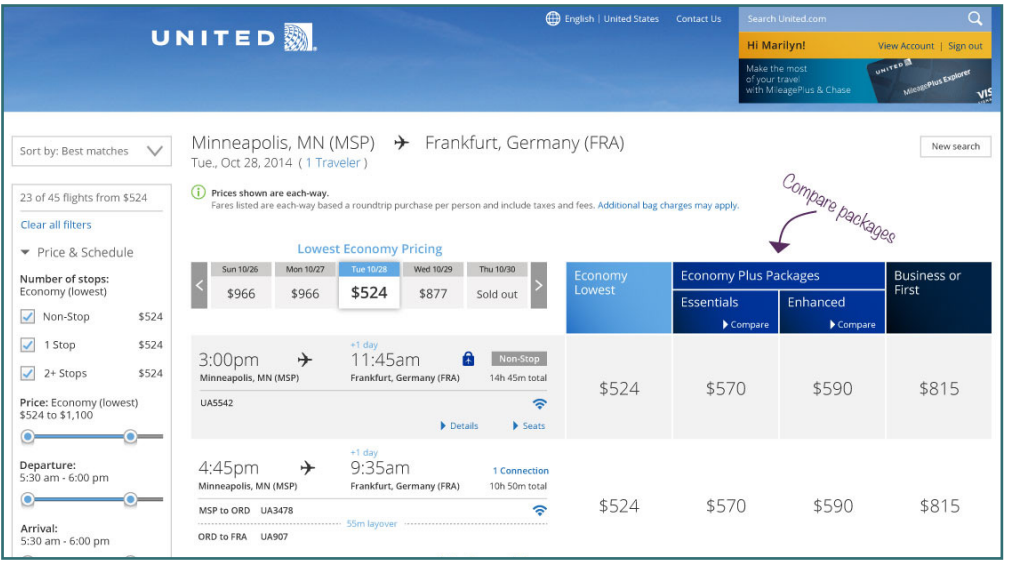 English | United States
Contact Us
Search United.com
UNITED
Hi Marilyn!
View Account | Sign out
Make the most
of your travel
with MileagePlus & Chase
UNITED
MileagePlus Explorer
VIS
Sort by: Best matches
Minneapolis, MN (MSP) Frankfurt, Germany (FRA)
Tue., Oct 28, 2014 ( 1 Traveler )
New search
23 of 45 flights from $524
Clear all filters
Price & Schedule
Number of stops:
Economy (lowest)
Non-Stop $524
1 Stop $524
2+ Stops $524
Price: Economy (lowest)
$524 to $1,100
Departure:
5:30 am - 6:00 pm
Arrival:
5:30 am - 6:00 pm
Prices shown are each-way.
Fares listed are each-way based a roundtrip purchase per person and include taxes and fees. Additional bag charges may apply.
Compare packages
Lowest Economy Pricing
Sun 10/26 Mon 10/27 Tue 10/28 Wed 10/29 Thu 10/30
$966 $966 $524 $877 Sold out
Economy
Lowest
Economy Plus Packages
Essentials
Compare
Enhanced
Compare
Business or
First
3:00pm
+1 day
11:45am
Non-Stop
Minneapolis, MN (MSP) Frankfurt, Germany (FRA) 14h 45m total
UA5542
Details Seats
$524 $570 $590 $815
4:45pm
+1 day
9:35am
1 Connection
Minneapolis, MN (MSP) Frankfurt, Germany (FRA) 10h 50m total
MSP to ORD UA3478
55m layover
ORD to FRA UA907
$524 $570 $590 $815